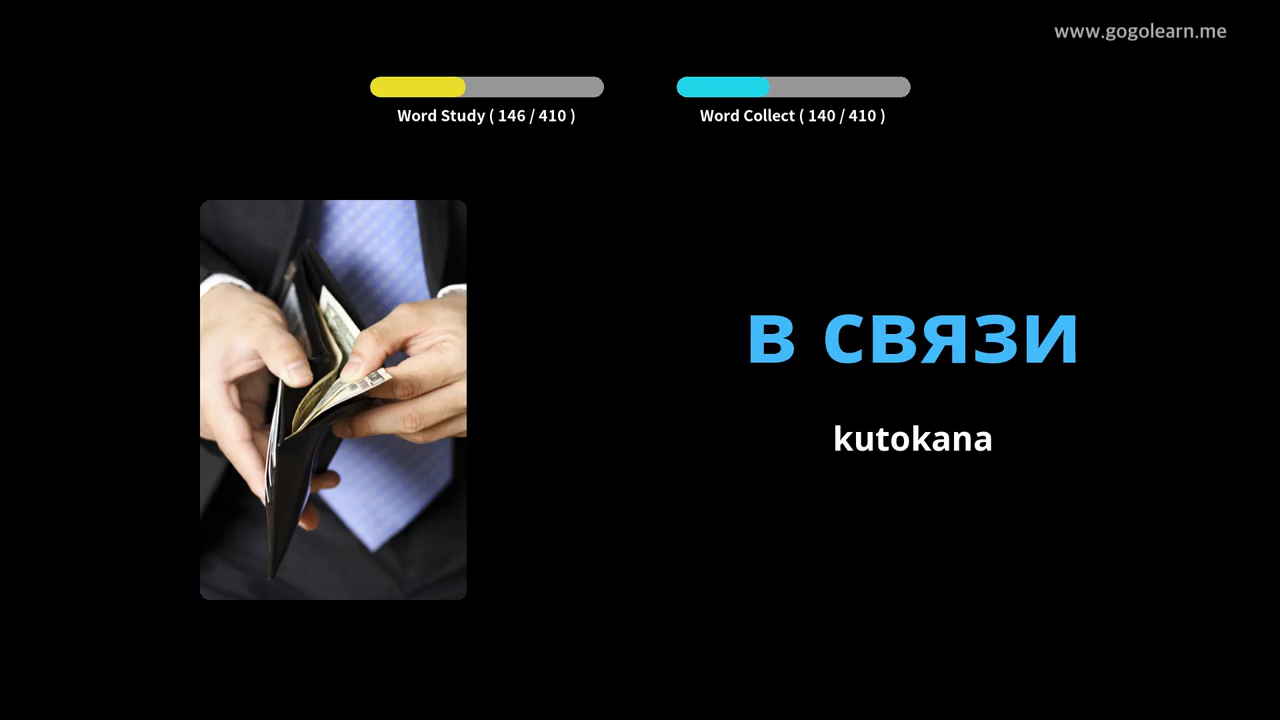 www.gogolearn.me
Word Study ( 146 / 410 )
Word Collect ( 140 / 410 )
в связи
kutokana